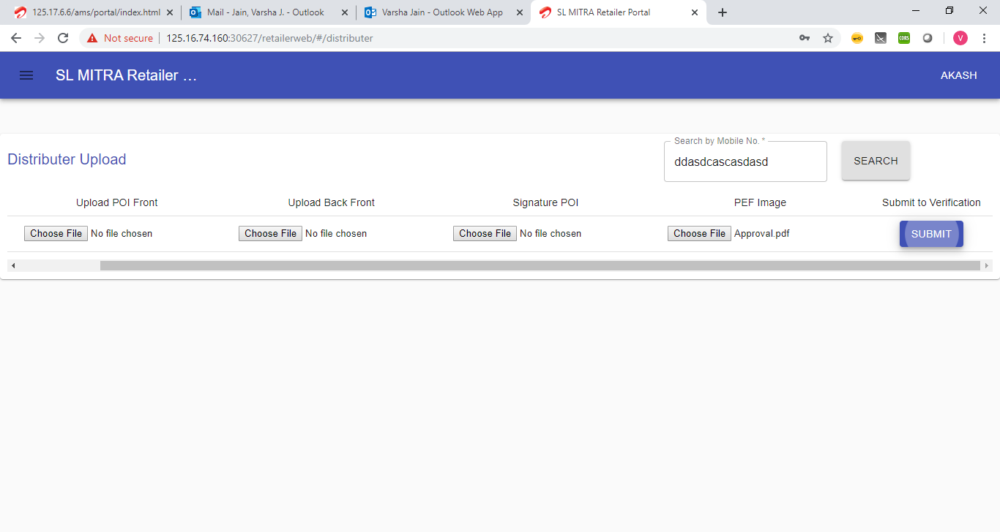 125.17.6.6/ams/portal/index.html
Mail - Jain, Varsha J. - Outlook
Varsha Jain - Outlook Web App
SL MITRA Retailer Portal
Not secure
125.16.74.160:30627/retailerweb/#/distributer
CORS
V
SL MITRA Retailer ...
AKASH
Distributer Upload
Search by Mobile No. *
ddasdcascasdasd
SEARCH
Upload POI Front Upload Back Front Signature POI PEF Image Submit to Verification
Choose File No file chosen Choose File No file chosen Choose File No file chosen Choose File Approval.pdf SUBMIT